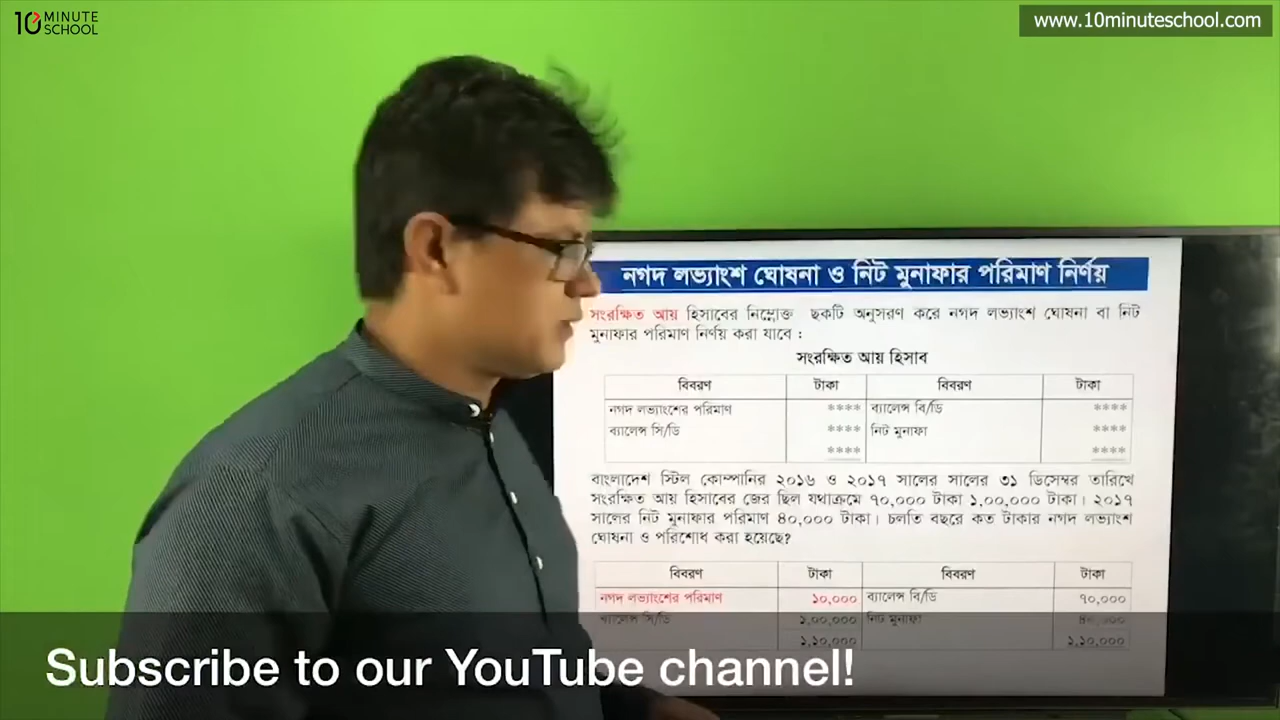 10 MINUTE SCHOOL
www.10minuteschool.com
নগদ লভ্যাংশ ঘোষনা ও নিট মুনাফার পরিমাণ নির্ণয়
সংরক্ষিত আয় হিসাবের নিম্নোক্ত ছকটি অনুসরণ করে নগদ লভ্যাংশ ঘোষনা বা নিট
মুনাফার পরিমাণ নির্ণয় করা যাবে :
সংরক্ষিত আয় হিসাব
বিবরণ টাকা বিবরণ টাকা
নগদ লভ্যাংশের পরিমাণ **** ব্যালেন্স বি/ডি ****
ব্যালেন্স সি/ডি **** নিট মুনাফা ****
**** ****
বাংলাদেশ স্টিল কোম্পানির ২০১৬ ও ২০১৭ সালের সালের ৩১ ডিসেম্বর তারিখে
সংরক্ষিত আয় হিসাবের জের ছিল যথাক্রমে ৭০,০০০ টাকা ১,০০,০০০ টাকা। ২০১৭
সালের নিট মুনাফার পরিমাণ ৪০,০০০ টাকা। চলতি বছরে কত টাকার নগদ লভ্যাংশ
ঘোষনা ও পরিশোধ করা হয়েছে?
বিবরণ টাকা বিবরণ টাকা
নগদ লভ্যাংশের পরিমাণ ১০,০০০ ব্যালেন্স বি/ডি ৭০,০০০
ব্যালেন্স সি/ডি ১,০০,০০০ নিট মুনাফা ৪০,০০০
১,১০,০০০ ১,১০,০০০
Subscribe to our YouTube channel!